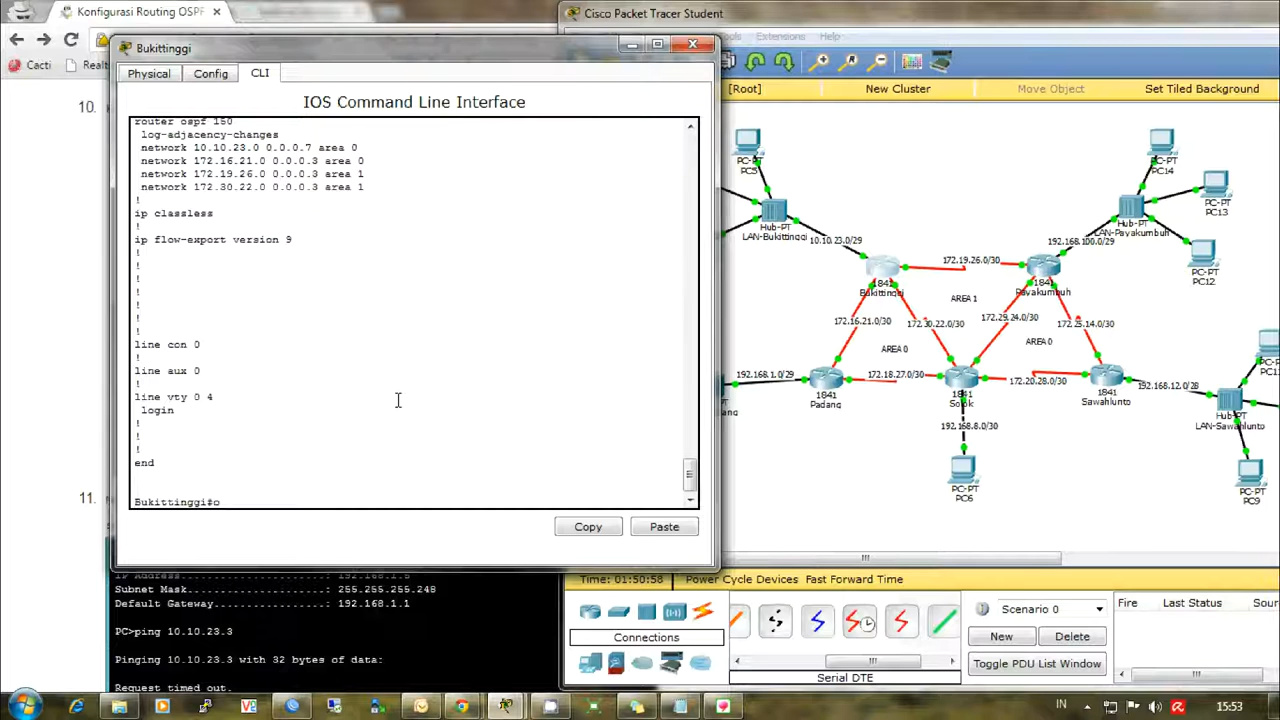 Konfigurasi Routing OSPF
Cacti
Realt
10.
11.
Bukittinggi
Physical
Config
CLI
IOS Command Line Interface
router ospf 150
log-adjacency-changes
network 10.10.23.0 0.0.0.7 area 0
network 172.16.21.0 0.0.0.3 area 0
network 172.19.26.0 0.0.0.3 area 1
network 172.30.22.0 0.0.0.3 area 1
!
ip classless
!
ip flow-export version 9
!
!
!
!
!
!
!
line con 0
!
line aux 0
!
line vty 0 4
login
!
!
!
end
Bukittinggi#o
Copy
Paste
IP Address......................: 192.168.1.5
Subnet Mask.....................: 255.255.255.248
Default Gateway.................: 192.168.1.1
PC>ping 10.10.23.3
Pinging 10.10.23.3 with 32 bytes of data:
Request timed out.
Cisco Packet Tracer Student
Extensions
Help
[Root]
New Cluster
Move Object
Set Tiled Background
PC-PT
PC5
PC-PT
PC14
PC-PT
PC13
Hub-PT
LAN-Bukittinggi
Hub-PT
LAN-Payakumbuh
10.10.23.0/29
192.168.100.0/29
PC-PT
PC12
172.19.26.0/30
1841
Bukittinggi
1841
Payakumbuh
AREA 1
172.16.21.0/30
172.30.22.0/30
172.29.24.0/30
172.25.14.0/30
AREA 0
AREA 0
192.168.1.0/29
172.18.27.0/30
172.20.28.0/30
192.168.12.0/28
1841
Padang
1841
Solok
1841
Sawahlunto
Hub-PT
LAN-Sawahlunto
192.168.8.0/30
PC-PT
PC6
PC-PT
PC9
Time: 01:50:58
Power Cycle Devices
Fast Forward Time
Connections
Serial DTE
Scenario 0
New
Delete
Toggle PDU List Window
Fire
Last Status
Sour
IN
15:53